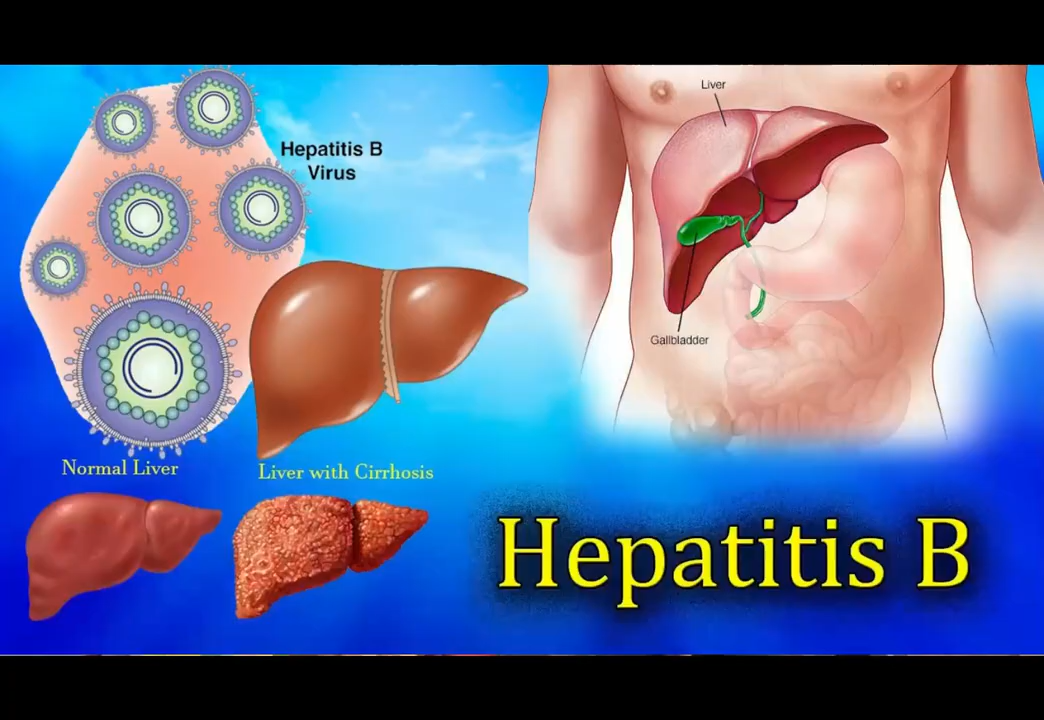 Hepatitis B
Virus
Liver
Gallbladder
Normal Liver
Liver with Cirrhosis
Hepatitis B